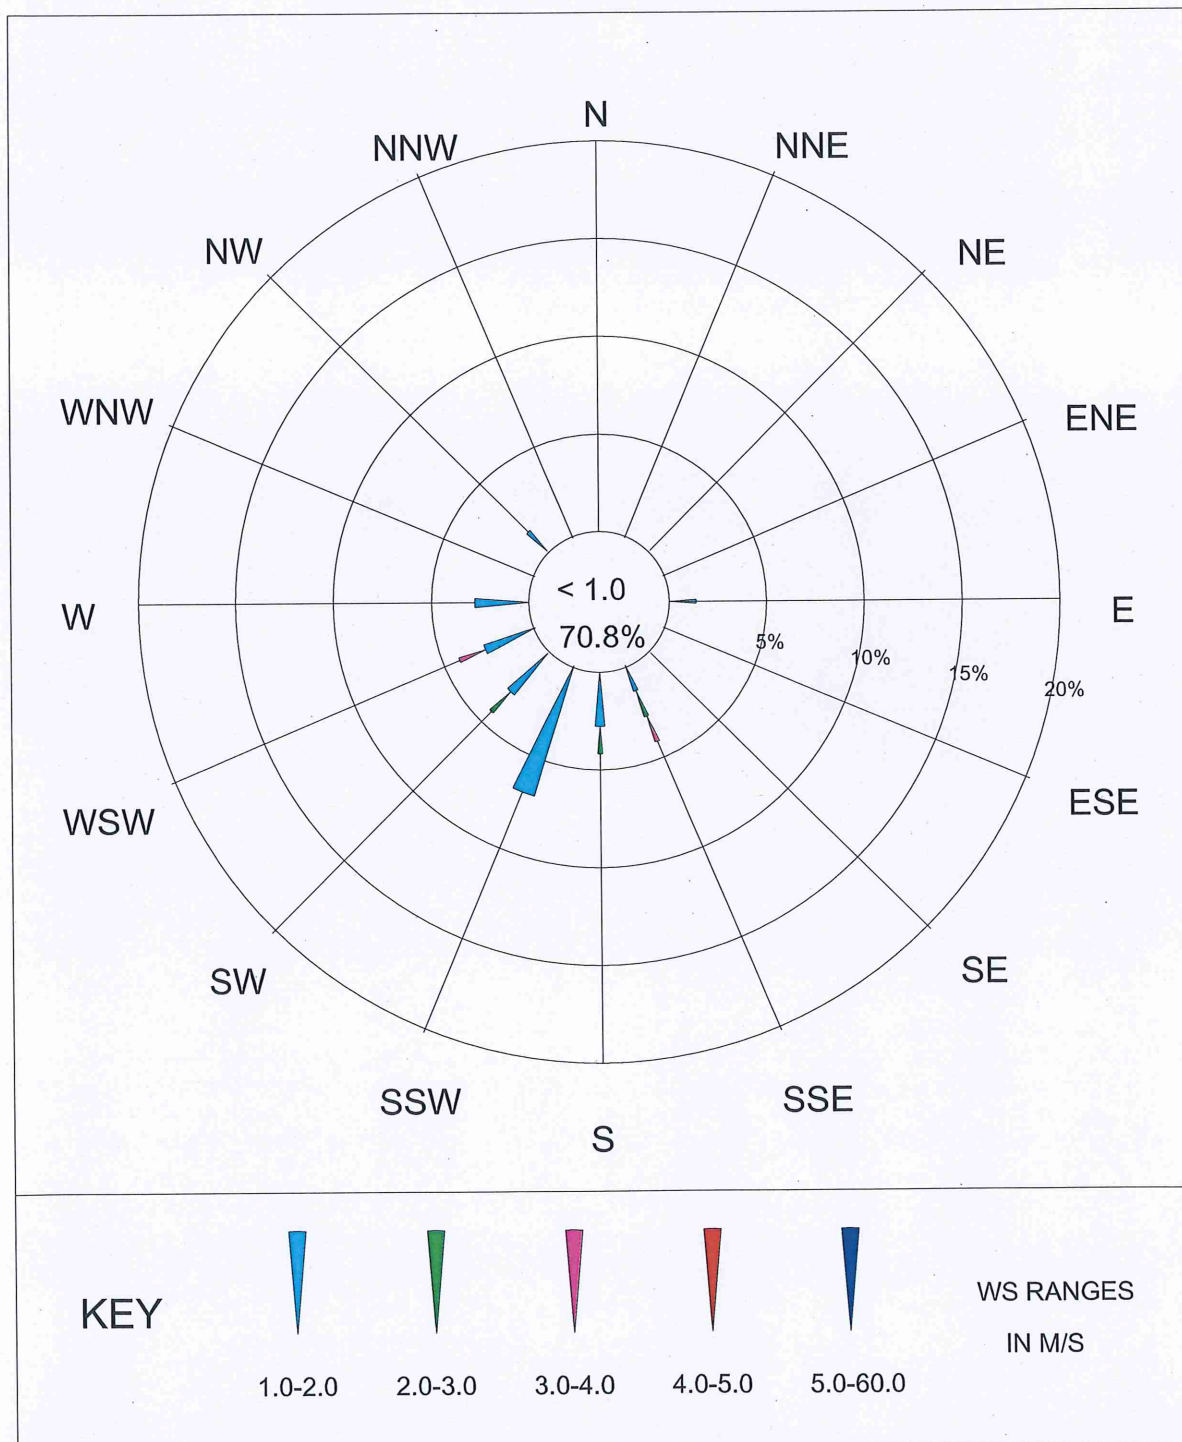 N
NNW
NNE
NW
NE
WNW
ENE
< 1.0
W
E
70.8%
5%
10%
15%
20%
WSW
ESE
SW
SE
SSW
SSE
S
KEY
WS RANGES
IN M/S
1.0-2.0
2.0-3.0
3.0-4.0
4.0-5.0
5.0-60.0